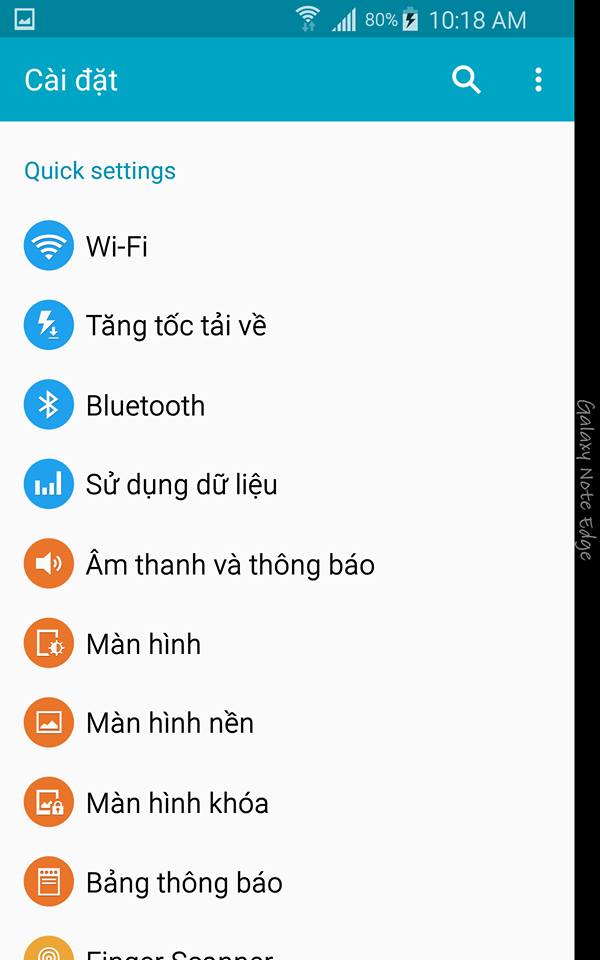 80% 10:18 AM
Cài đặt
Quick settings
Wi-Fi
Tăng tốc tải về
Bluetooth
Sử dụng dữ liệu
Âm thanh và thông báo
Màn hình
Màn hình nền
Màn hình khóa
Bảng thông báo
Finger Scanner
Galaxy Note Edge